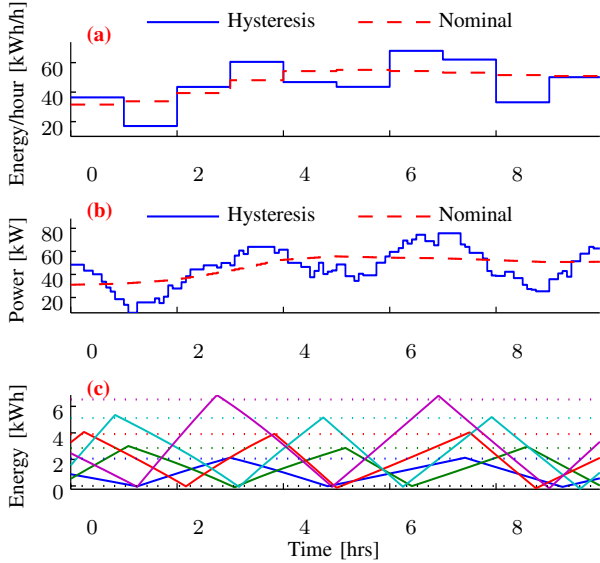 (a) Hysteresis Nominal
Energy/hour [kWh/h]
60
40
20
0 2 4 6 8
(b) Hysteresis Nominal
Power [kW]
80
60
40
20
0 2 4 6 8
(c)
Energy [kWh]
6
4
2
0
0 2 4 6 8
Time [hrs]